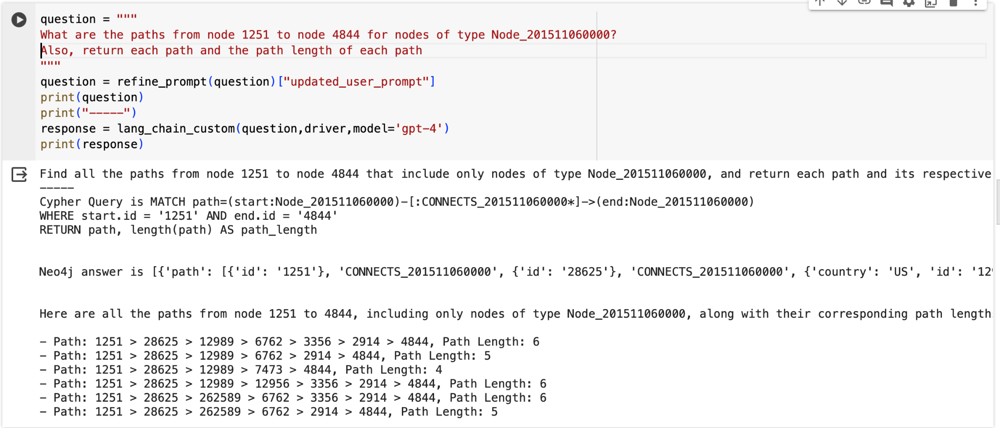 question = """
What are the paths from node 1251 to node 4844 for nodes of type Node_201511060000?
Also, return each path and the path length of each path
"""
question = refine_prompt(question)["updated_user_prompt"]
print(question)
print("-----")
response = lang_chain_custom(question,driver,model='gpt-4')
print(response)
Find all the paths from node 1251 to node 4844 that include only nodes of type Node_201511060000, and return each path and its respective
-----
Cypher Query is MATCH path=(start:Node_201511060000)-[:CONNECTS_201511060000*]->(end:Node_201511060000)
WHERE start.id = '1251' AND end.id = '4844'
RETURN path, length(path) AS path_length
Neo4j answer is [{'path': [{'id': '1251'}, 'CONNECTS_201511060000', {'id': '28625'}, 'CONNECTS_201511060000', {'country': 'US', 'id': '12
Here are all the paths from node 1251 to 4844, including only nodes of type Node_201511060000, along with their corresponding path length
- Path: 1251 > 28625 > 12989 > 6762 > 3356 > 2914 > 4844, Path Length: 6
- Path: 1251 > 28625 > 12989 > 6762 > 2914 > 4844, Path Length: 5
- Path: 1251 > 28625 > 12989 > 7473 > 4844, Path Length: 4
- Path: 1251 > 28625 > 12989 > 12956 > 3356 > 2914 > 4844, Path Length: 6
- Path: 1251 > 28625 > 262589 > 6762 > 3356 > 2914 > 4844, Path Length: 6
- Path: 1251 > 28625 > 262589 > 6762 > 2914 > 4844, Path Length: 5